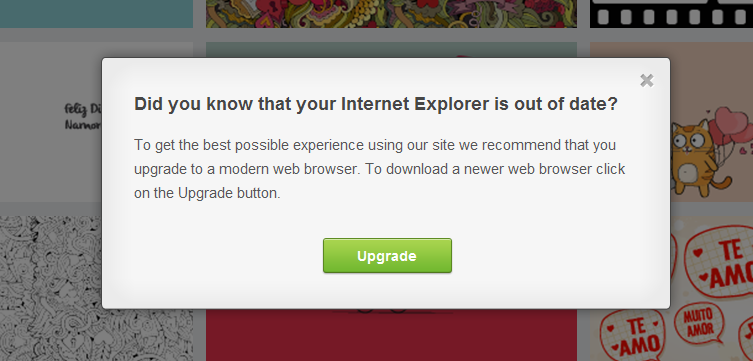 Feliz Di
Namor
Did you know that your Internet Explorer is out of date?
To get the best possible experience using our site we recommend that you
upgrade to a modern web browser. To download a newer web browser click
on the Upgrade button.
Upgrade
TE
AMO
TE
AMO
MUITO
AMOR